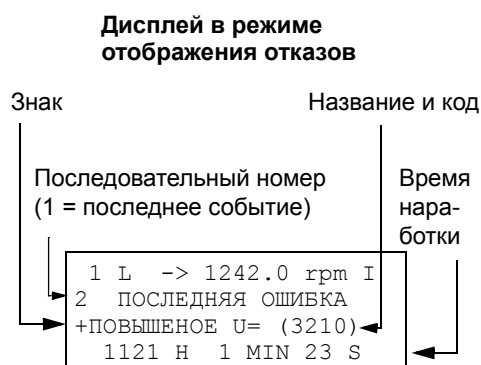 Дисплей в режиме
отображения отказов
Знак
Название и код
Последовательный номер
(1 = последнее событие)
Время
нара-
ботки
1 L -> 1242.0 rpm I
2 ПОСЛЕДНЯЯ ОШИБКА
+ПОВЫШЕНОЕ U= (3210)
1121 H 1 MIN 23 S